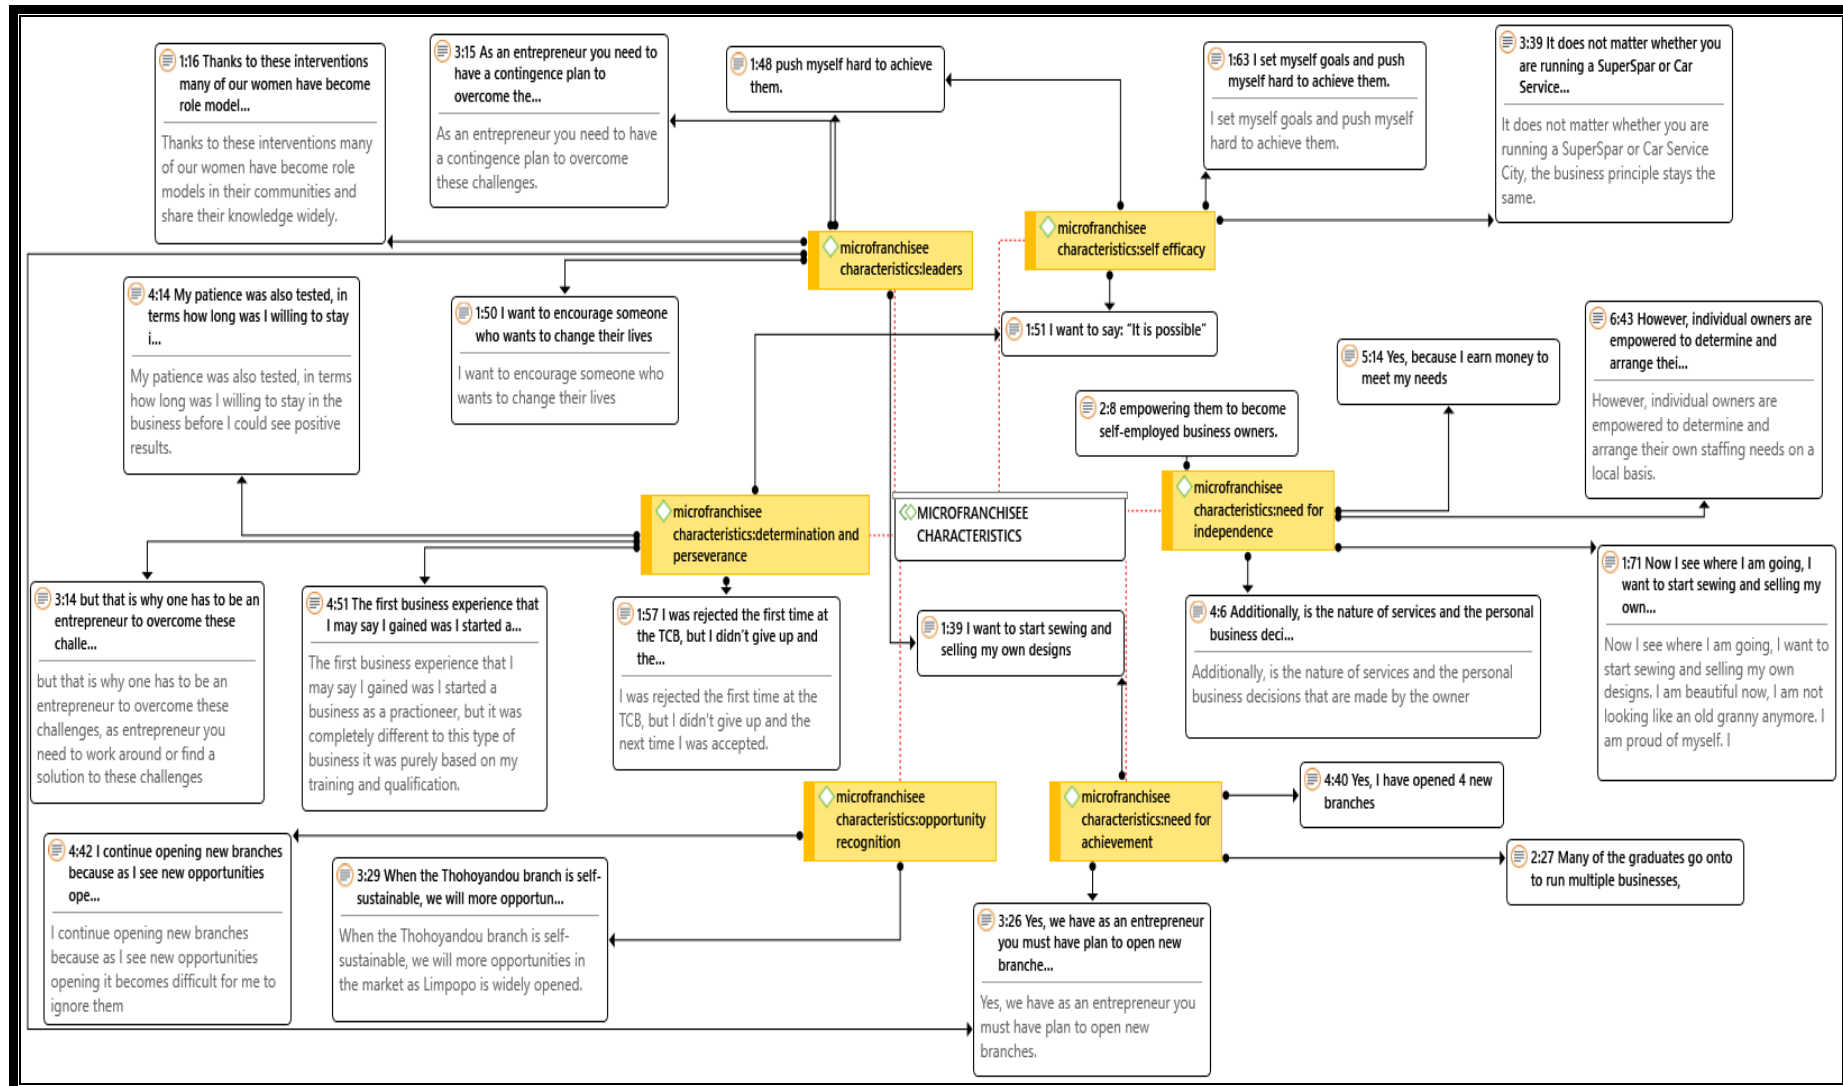 1:16 Thanks to these interventions
many of our women have become
role model...
Thanks to these interventions many
of our women have become role
models in their communities and
share their knowledge widely.
3:15 As an entrepreneur you need to
have a contingence plan to
overcome the...
As an entrepreneur you need to have
a contingence plan to overcome
these challenges.
1:48 push myself hard to achieve
them.
1:63 I set myself goals and push
myself hard to achieve them.
I set myself goals and push myself
hard to achieve them.
3:39 It does not matter whether you
are running a SuperSpar or Car
Service...
It does not matter whether you are
running a SuperSpar or Car Service
City, the business principle stays the
same.
microfranchisee
characteristics:leaders
microfranchisee
characteristics:self efficacy
4:14 My patience was also tested, in
terms how long was I willing to stay
i...
My patience was also tested, in terms
how long was I willing to stay in the
business before I could see positive
results.
1:50 I want to encourage someone
who wants to change their lives
I want to encourage someone who
wants to change their lives
1:51 I want to say: “It is possible”
5:14 Yes, because I earn money to
meet my needs
6:43 However, individual owners are
empowered to determine and
arrange thei...
However, individual owners are
empowered to determine and
arrange their own staffing needs on a
local basis.
2:8 empowering them to become
self-employed business owners.
microfranchisee
characteristics:determination and
perseverance
MICROFRANCHISEE
CHARACTERISTICS
microfranchisee
characteristics:need for
independence
3:14 but that is why one has to be an
entrepreneur to overcome these
challe...
but that is why one has to be an
entrepreneur to overcome these
challenges, as entrepreneur you
need to work around or find a
solution to these challenges
4:51 The first business experience that
I may say I gained was I started a...
The first business experience that I
may say I gained was I started a
business as a practioneer, but it was
completely different to this type of
business it was purely based on my
training and qualification.
1:57 I was rejected the first time at
the TCB, but I didn't give up and
the...
I was rejected the first time at the
TCB, but I didn't give up and the
next time I was accepted.
1:39 I want to start sewing and
selling my own designs
4:6 Additionally, is the nature of services and the personal
business deci...
Additionally, is the nature of services and the personal
business decisions that are made by the owner
1:71 Now I see where I am going, I
want to start sewing and selling my
own...
Now I see where I am going, I want to
start sewing and selling my own
designs. I am beautiful now, I am not
looking like an old granny anymore. I
am proud of myself. I
microfranchisee
characteristics:opportunity
recognition
microfranchisee
characteristics:need for
achievement
4:40 Yes, I have opened 4 new
branches
2:27 Many of the graduates go onto
to run multiple businesses,
4:42 I continue opening new branches
because as I see new opportunities
ope...
I continue opening new branches
because as I see new opportunities
opening it becomes difficult for me to
ignore them
3:29 When the Thohoyandou branch is self-
sustainable, we will more opportun...
When the Thohoyandou branch is self-
sustainable, we will more opportunities in
the market as Limpopo is widely opened.
3:26 Yes, we have as an entrepreneur
you must have plan to open new
branche...
Yes, we have as an entrepreneur you
must have plan to open new
branches.